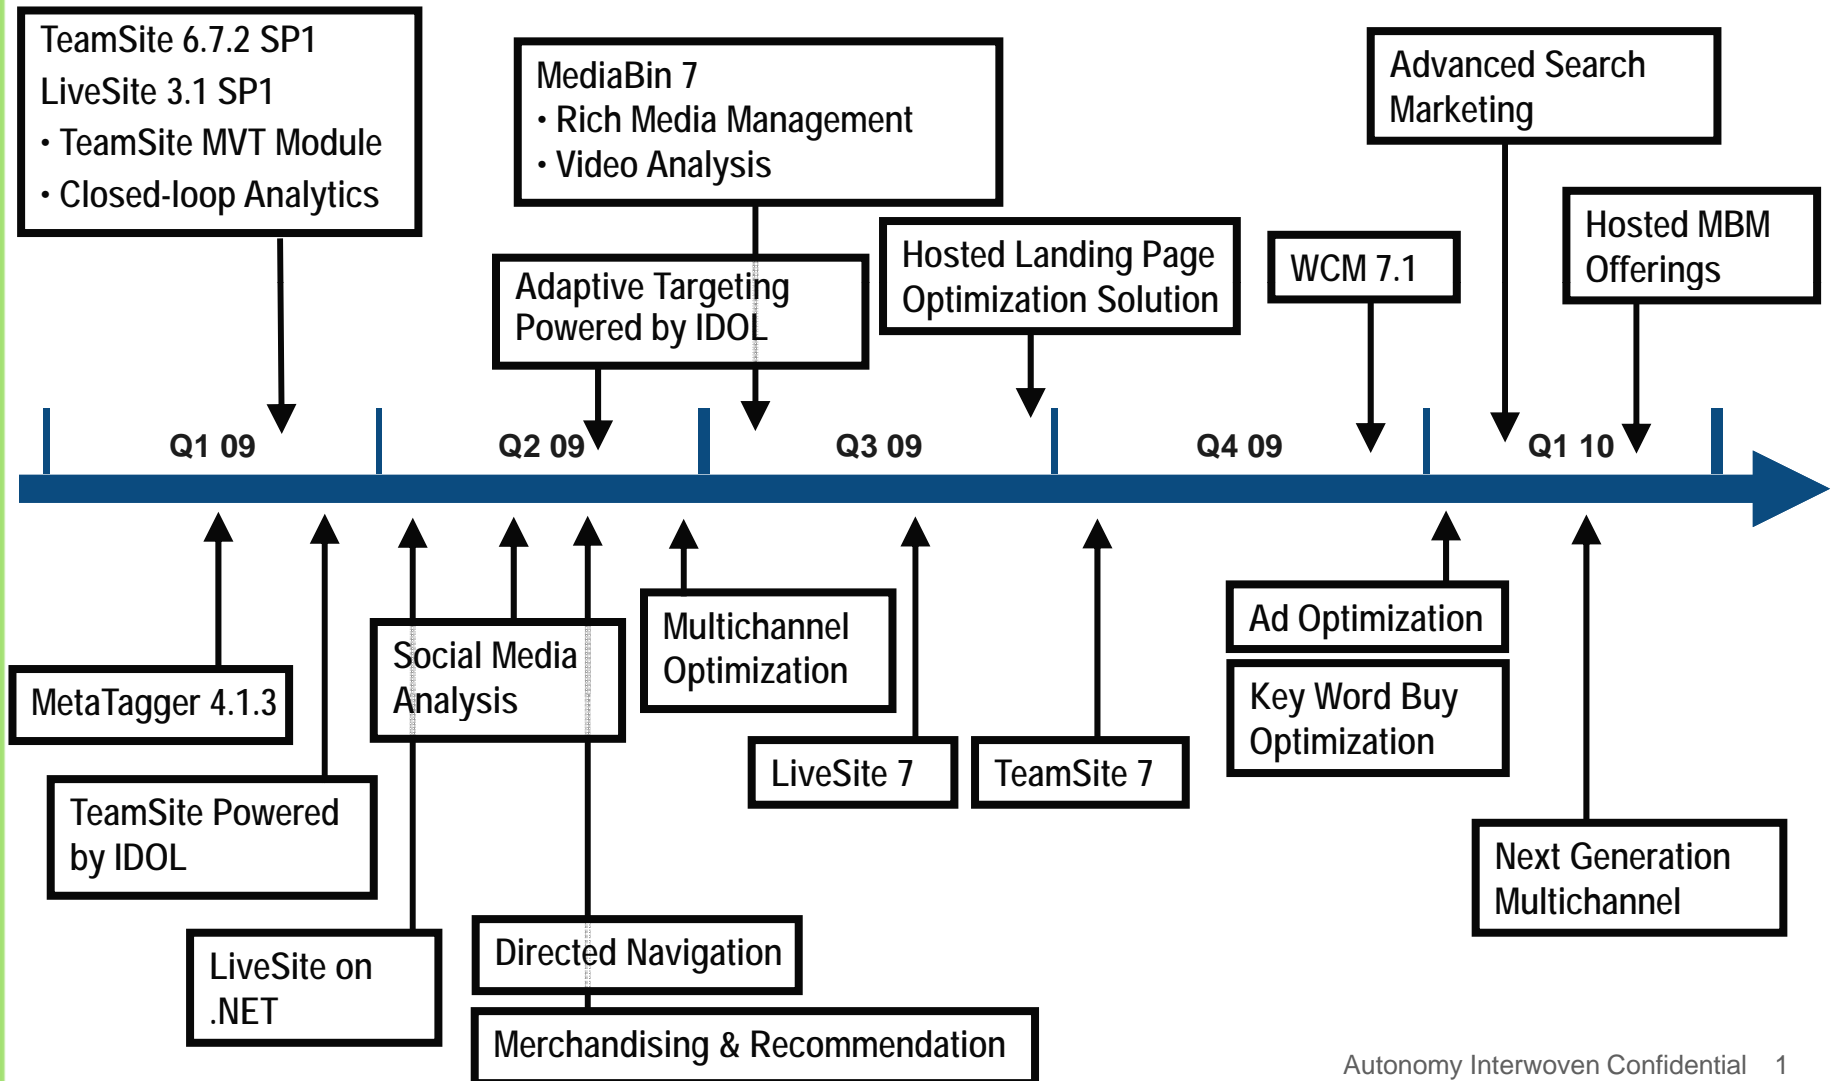 TeamSite 6.7.2 SP1
LiveSite 3.1 SP1
• TeamSite MVT Module
• Closed-loop Analytics
MediaBin 7
• Rich Media Management
• Video Analysis
Advanced Search
Marketing
Adaptive Targeting
Powered by IDOL
Hosted Landing Page
Optimization Solution
WCM 7.1
Hosted MBM
Offerings
Q1 09
Q2 09
Q3 09
Q4 09
Q1 10
MetaTagger 4.1.3
TeamSite Powered
by IDOL
LiveSite on
.NET
Social Media
Analysis
Directed Navigation
Merchandising & Recommendation
Multichannel
Optimization
LiveSite 7
TeamSite 7
Ad Optimization
Key Word Buy
Optimization
Next Generation
Multichannel
Autonomy Interwoven Confidential 1